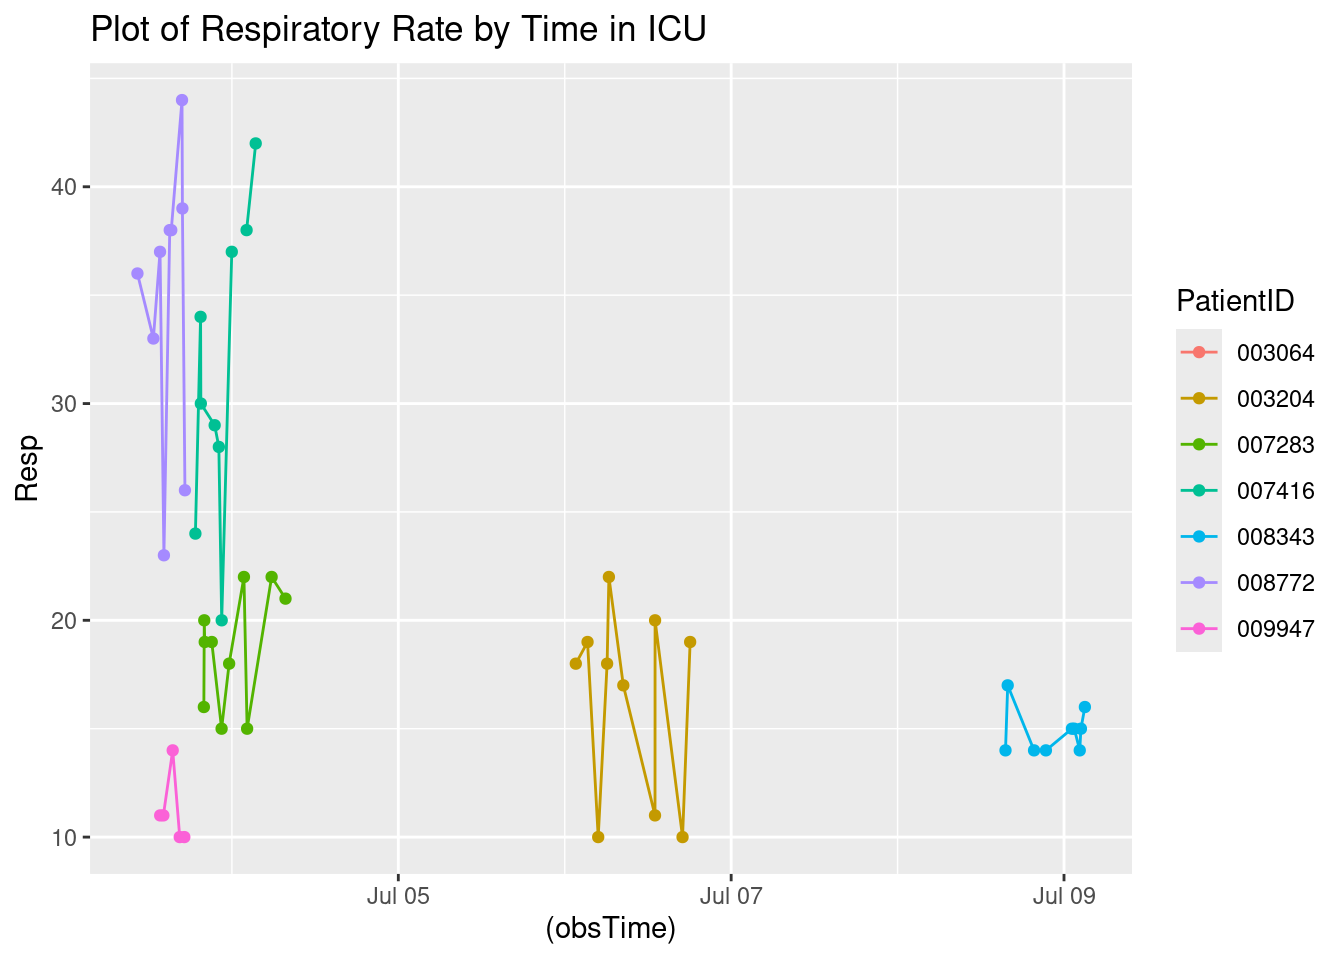 Plot of Respiratory Rate by Time in ICU
Resp
40
30
20
10
Jul 05
Jul 07
Jul 09
(obsTime)
PatientID
003064
003204
007283
007416
008343
008772
009947